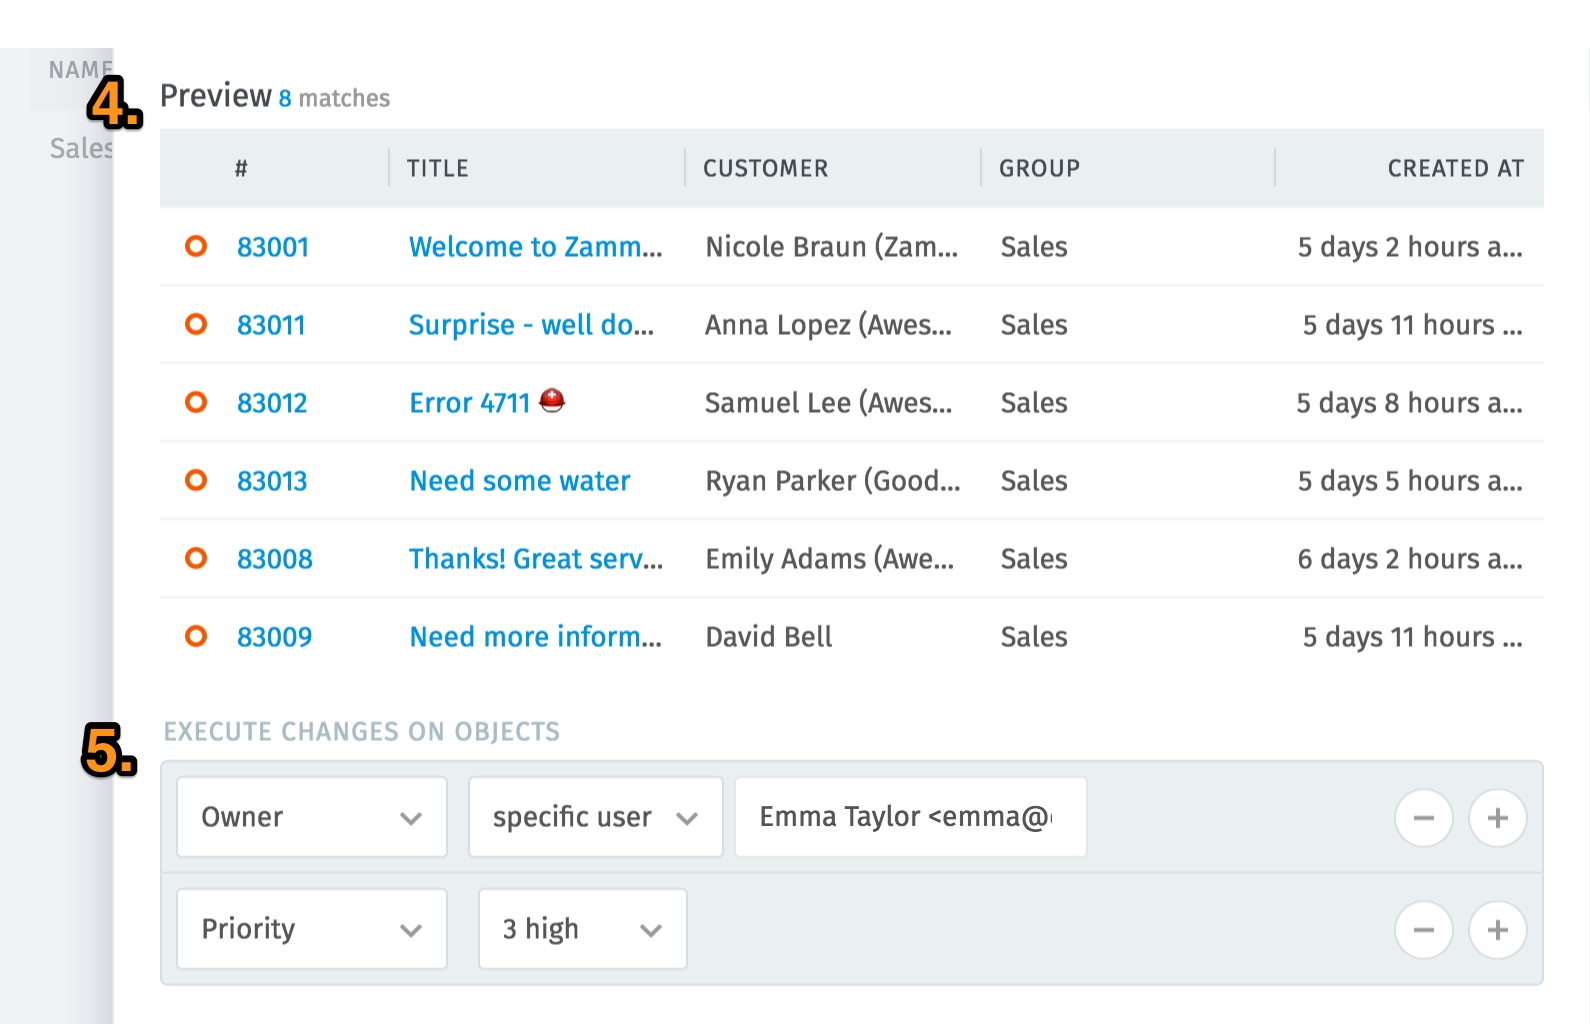 NAME
4.
Preview 8 matches
Sales
# TITLE CUSTOMER GROUP CREATED AT
83001 Welcome to Zamm... Nicole Braun (Zam... Sales 5 days 2 hours a...
83011 Surprise - well do... Anna Lopez (Awes... Sales 5 days 11 hours ...
83012 Error 4711 ⛑ Samuel Lee (Awes... Sales 5 days 8 hours a...
83013 Need some water Ryan Parker (Good... Sales 5 days 5 hours a...
83008 Thanks! Great serv... Emily Adams (Awe... Sales 6 days 2 hours a...
83009 Need more inform... David Bell Sales 5 days 11 hours ...
5.
EXECUTE CHANGES ON OBJECTS
Owner specific user Emma Taylor <emma@
Priority 3 high